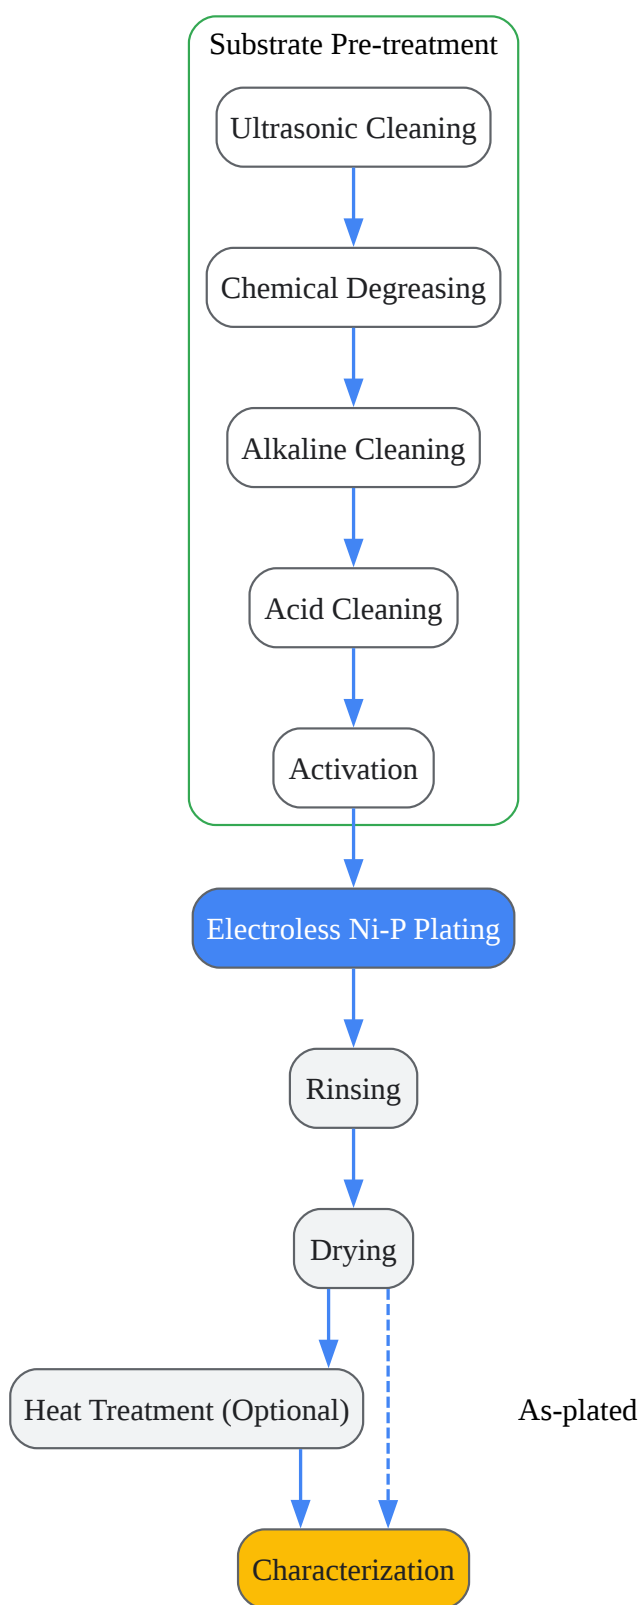 Substrate Pre-treatment
Ultrasonic Cleaning
Chemical Degreasing
Alkaline Cleaning
Acid Cleaning
Activation
Electroless Ni-P Plating
Rinsing
Drying
Heat Treatment (Optional)
As-plated
Characterization